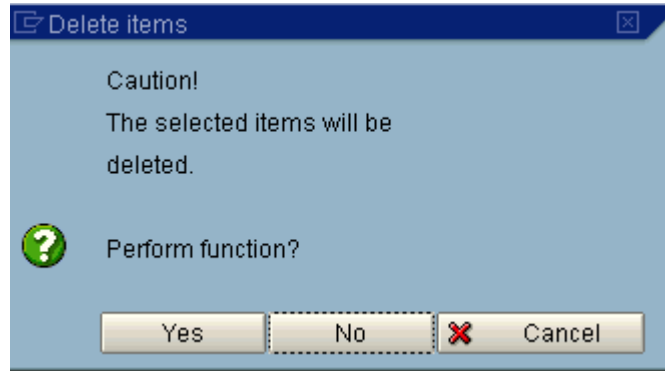 Delete items
Caution!
The selected items will be
deleted.
Perform function?
Yes No Cancel